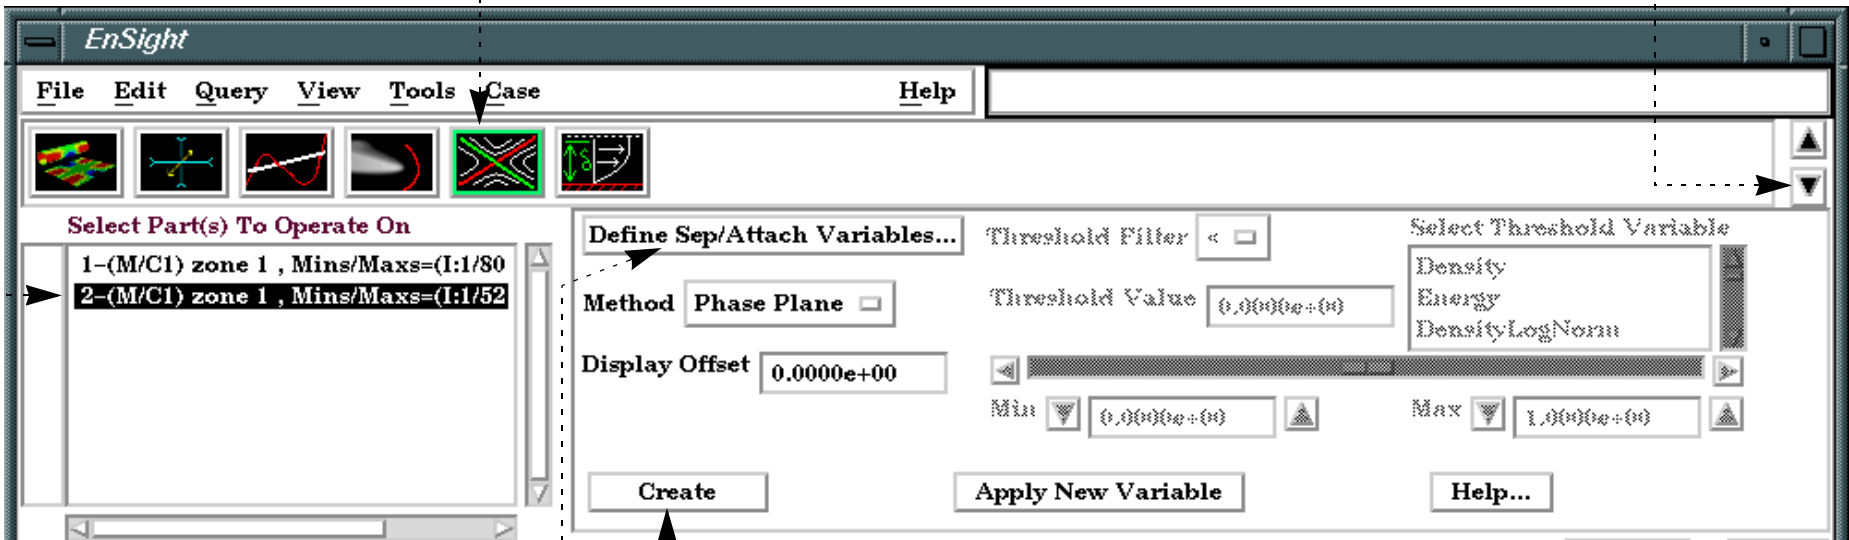 EnSight
File Edit Query View Tools Case Help
Select Part(s) To Operate On
1-(M/C1) zone 1 , Mins/Maxs=(I:1/80
2-(M/C1) zone 1 , Mins/Maxs=(I:1/52
Define Sep/Attach Variables...
Method Phase Plane
Display Offset 0.0000e+00
Threshold Filter <
Threshold Value 0.0000e+00
Select Threshold Variable
Density
Energy
DensityLogNorm
Min 0.0000e+00
Max 1.0000e+00
Create
Apply New Variable
Help...